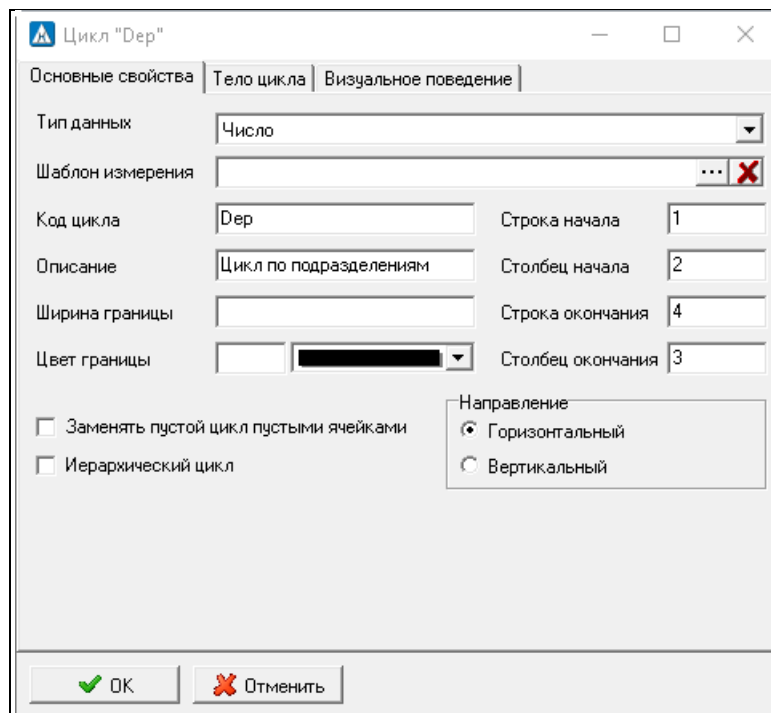 Цикл "Dep"
Основные свойства Тело цикла Визуальное поведение
Тип данных Число
Шаблон измерения ...
Код цикла Dep Строка начала 1
Описание Цикл по подразделениям Столбец начала 2
Ширина границы Строка окончания 4
Цвет границы Столбец окончания 3
Направление
Заменять пустой цикл пустыми ячейками Горизонтальный
Иерархический цикл Вертикальный
OK Отменить